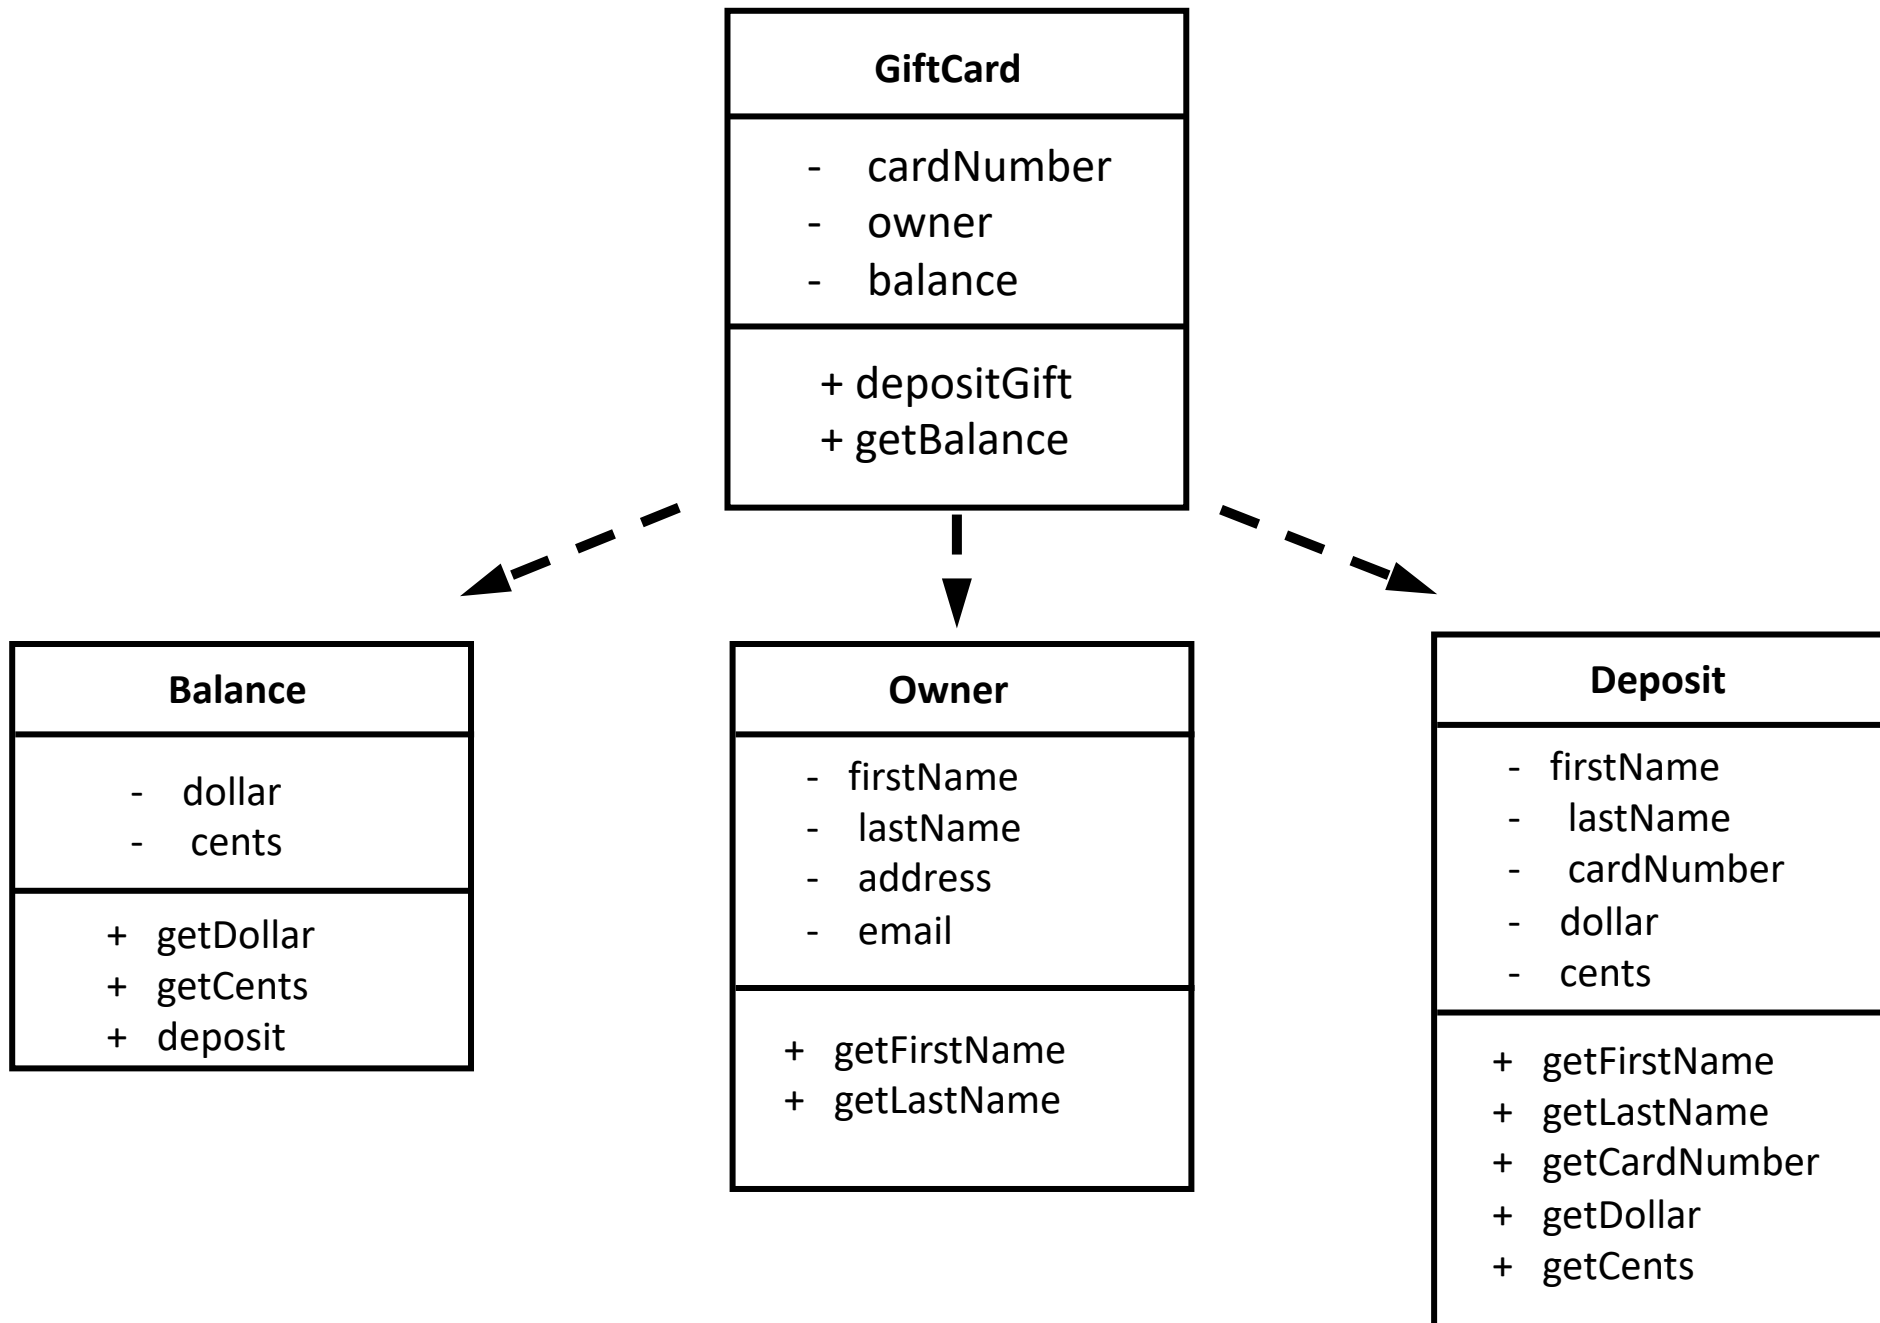 GiftCard
- cardNumber
- owner
- balance
+ depositGift
+ getBalance
Balance
- dollar
- cents
+ getDollar
+ getCents
+ deposit
Owner
- firstName
- lastName
- address
- email
+ getFirstName
+ getLastName
Deposit
- firstName
- lastName
- cardNumber
- dollar
- cents
+ getFirstName
+ getLastName
+ getCardNumber
+ getDollar
+ getCents